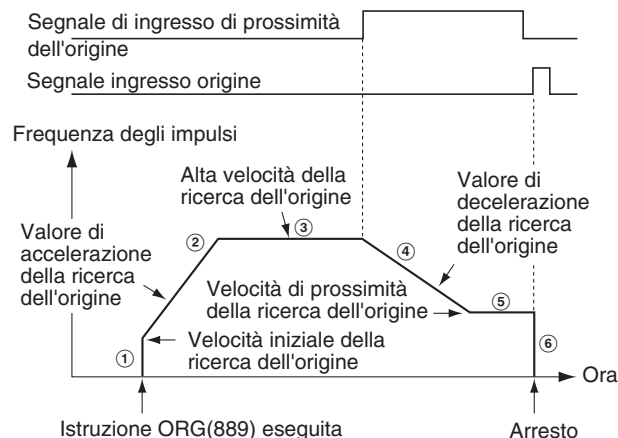 Segnale di ingresso di prossimità
dell'origine
Segnale ingresso origine
Frequenza degli impulsi
Alta velocità della
ricerca dell'origine
Valore di
decelerazione
della ricerca
dell'origine
Valore di
accelerazione
della ricerca
dell'origine
②
③
④
Velocità di prossimità
della ricerca dell'origine
⑤
①
Velocità iniziale della
ricerca dell'origine
⑥
Ora
Istruzione ORG(889) eseguita
Arresto